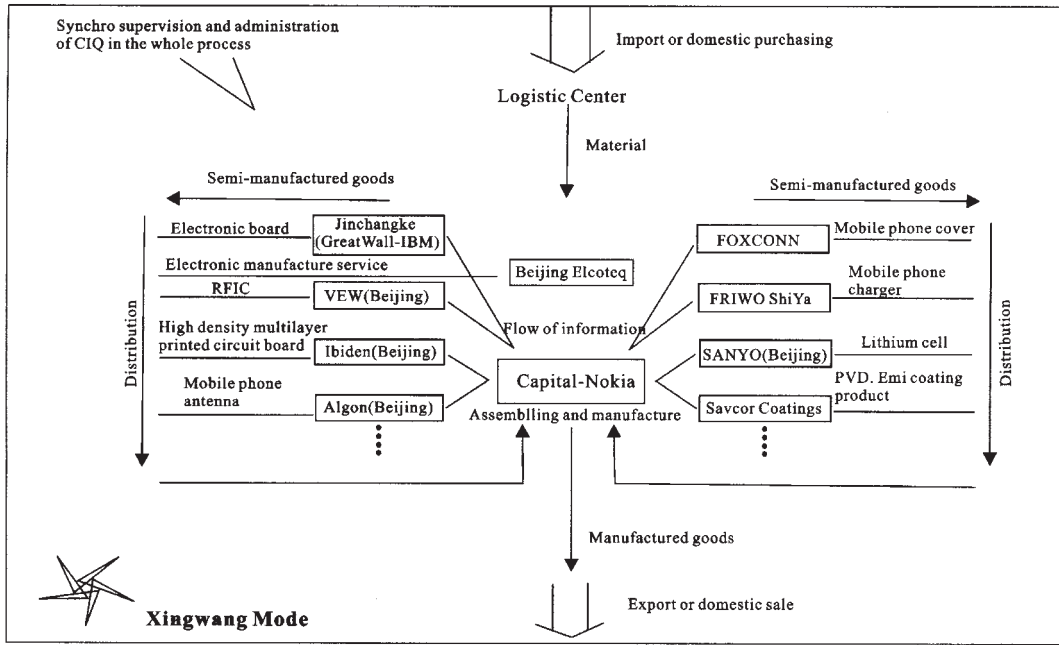 Synchro supervision and administration
of CIQ in the whole process
Import or domestic purchasing
Logistic Center
Material
Semi-manufactured goods
Semi-manufactured goods
Electronic board
Jinchangke
(GreatWall-IBM)
FOXCONN
Mobile phone cover
Electronic manufacture service
Beijing Elcoteq
RFIC
VEW(Beijing)
FRIWO ShiYa
Mobile phone
charger
Distribution
Flow of information
Distribution
High density multilayer
printed circuit board
Ibiden(Beijing)
SANYO(Beijing)
Lithium cell
Capital-Nokia
Mobile phone
antenna
Algon(Beijing)
Savcor Coatings
PVD. Emi coating
product
Assemblling and manufacture
Manufactured goods
Export or domestic sale
Xingwang Mode